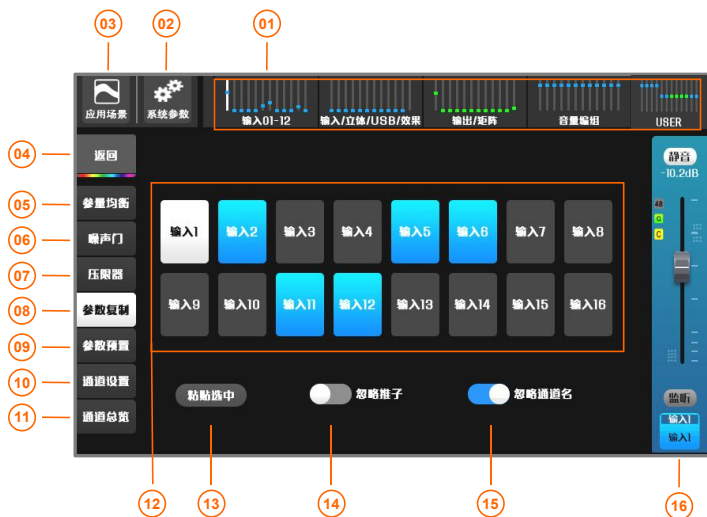 03
02
01
应用场景
系统参数
输入01-12
输入/立体/USB/效果
输出/矩阵
音量编组
USER
04
返回
静音
-10.2dB
05
参量均衡
48
G
C
06
噪声门
07
压限器
输入1
输入2
输入3
输入4
输入5
输入6
输入7
输入8
08
参数复制
输入9
输入10
输入11
输入12
输入13
输入14
输入15
输入16
09
参数预置
10
通道设置
粘贴选中
忽略推子
忽略通道名
监听
11
通道总览
输入1
输入1
12
13
14
15
16